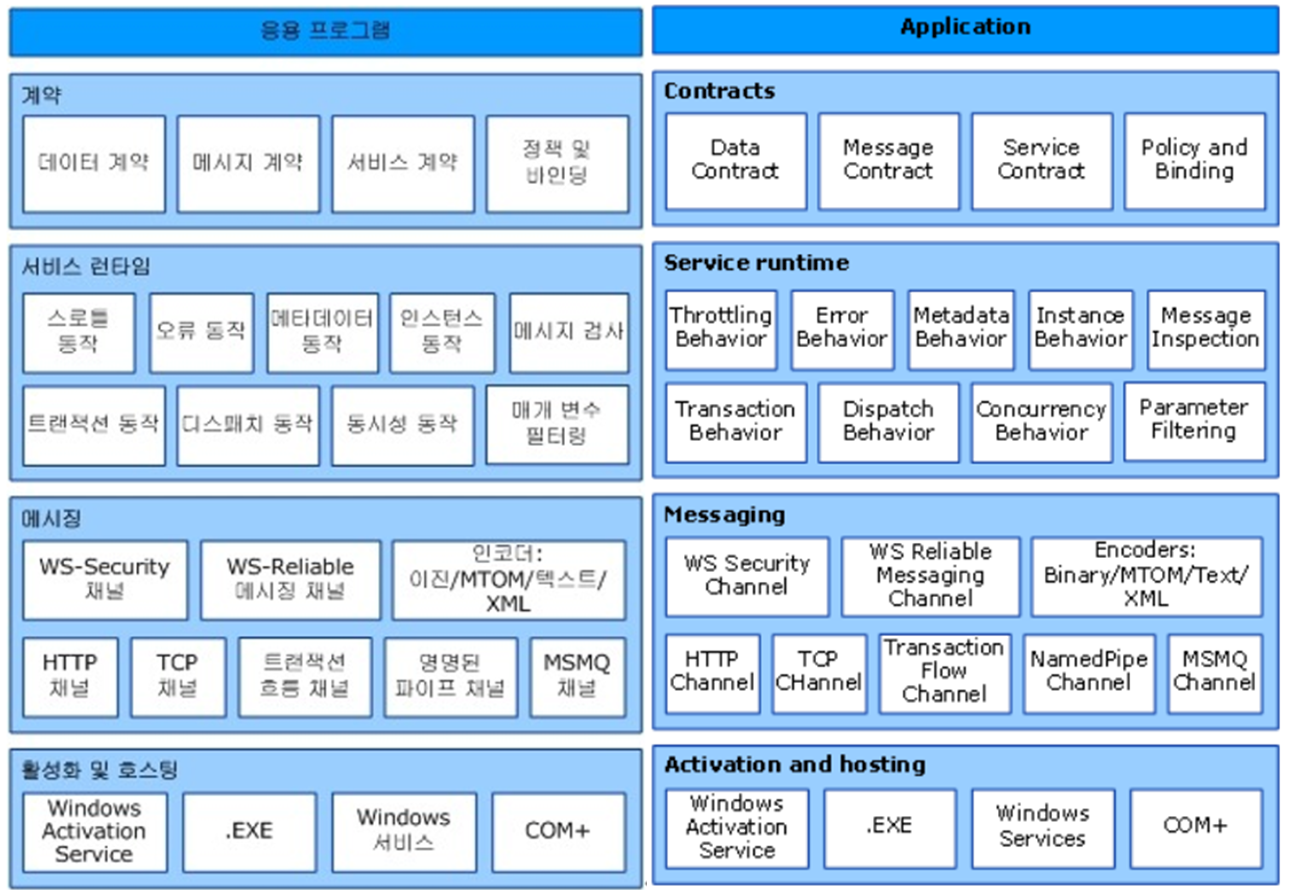 응용 프로그램
계약
데이터 계약
메시지 계약
서비스 계약
정책 및
바인딩
서비스 런타임
스로틀
동작
오류 동작
메타데이터
동작
인스턴스
동작
메시지 검사
트랜잭션 동작
디스패치 동작
동시성 동작
매개 변수
필터링
메시징
WS-Security
채널
WS-Reliable
메시징 채널
인코더:
이진/MTOM/텍스트/
XML
HTTP
채널
TCP
채널
트랜잭션
흐름 채널
명명된
파이프 채널
MSMQ
채널
활성화 및 호스팅
Windows
Activation
Service
.EXE
Windows
서비스
COM+
Application
Contracts
Data
Contract
Message
Contract
Service
Contract
Policy and
Binding
Service runtime
Throttling
Behavior
Error
Behavior
Metadata
Behavior
Instance
Behavior
Message
Inspection
Transaction
Behavior
Dispatch
Behavior
Concurrency
Behavior
Parameter
Filtering
Messaging
WS Security
Channel
WS Reliable
Messaging
Channel
Encoders:
Binary/MTOM/Text/
XML
HTTP
Channel
TCP
CHannel
Transaction
Flow
Channel
NamedPipe
Channel
MSMQ
Channel
Activation and hosting
Windows
Activation
Service
.EXE
Windows
Services
COM+